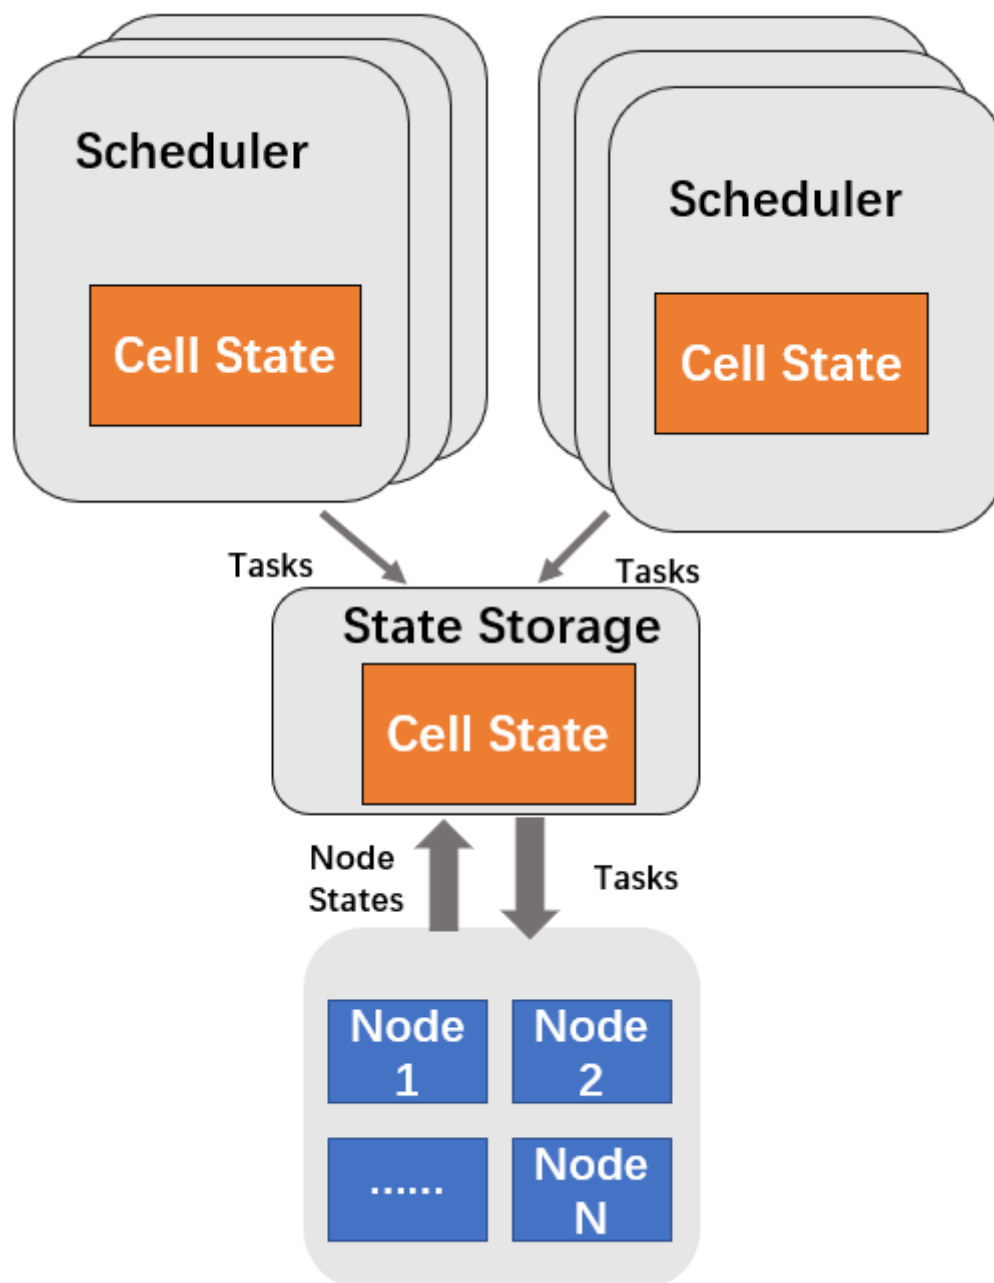 Scheduler
Cell State
Scheduler
Cell State
Tasks
Tasks
State Storage
Cell State
Node
States
Tasks
Node
1
Node
2
......
Node
N